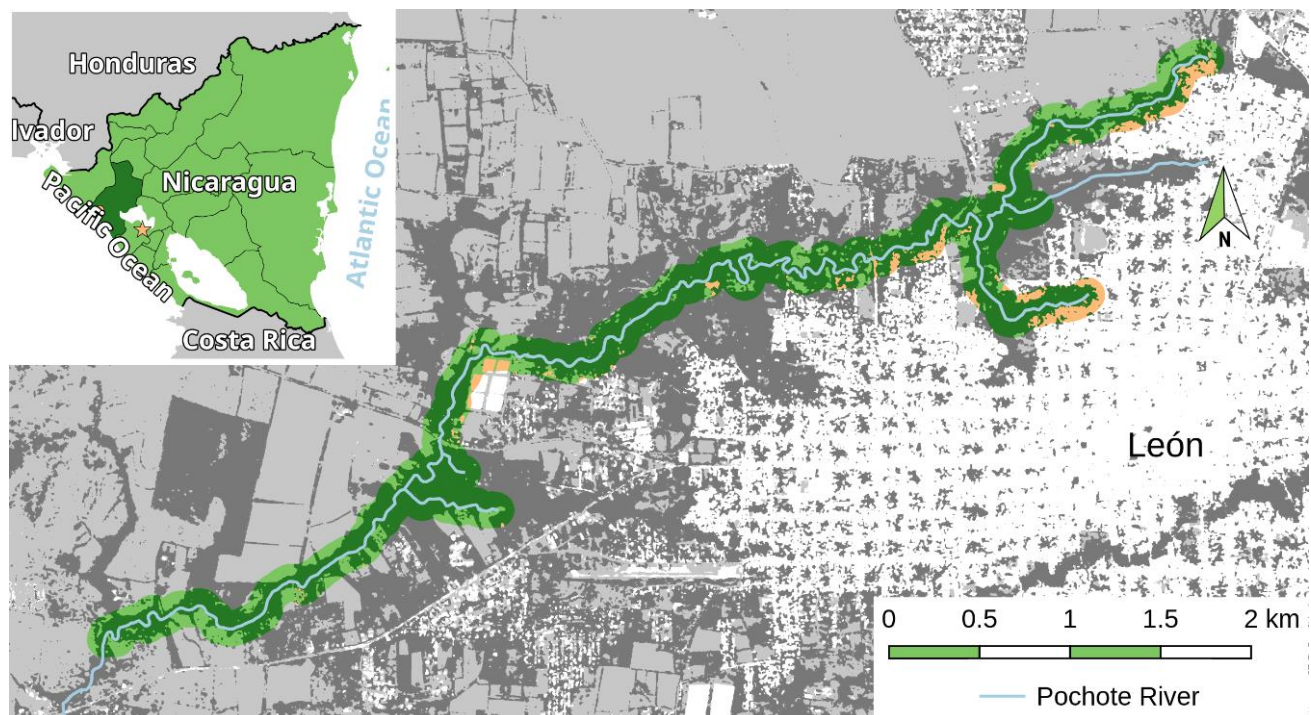 Honduras
lvador
Nicaragua
Pacific Ocean
Atlantic Ocean
Costa Rica
N
León
0 0.5 1 1.5 2 km
Pochote River